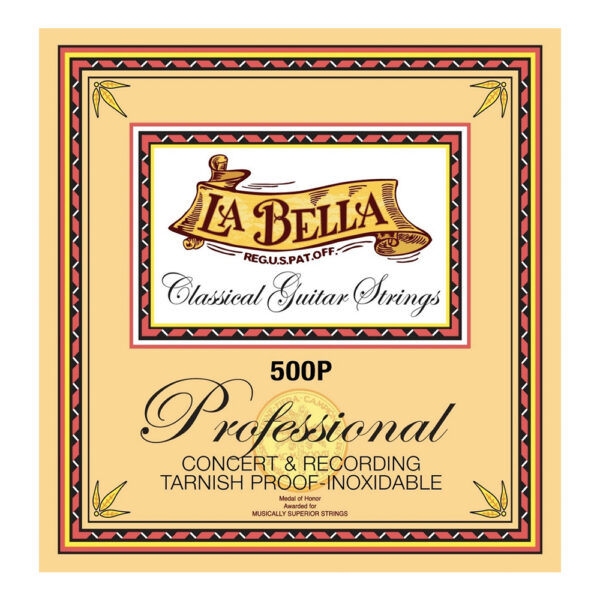 LA BELLA
REG.U.S.PAT.OFF.
Classical Guitar Strings
500P
Professional
CONCERT & RECORDING
TARNISH PROOF-INOXIDABLE
Medal of Honor
Awarded for
MUSICALLY SUPERIOR STRINGS